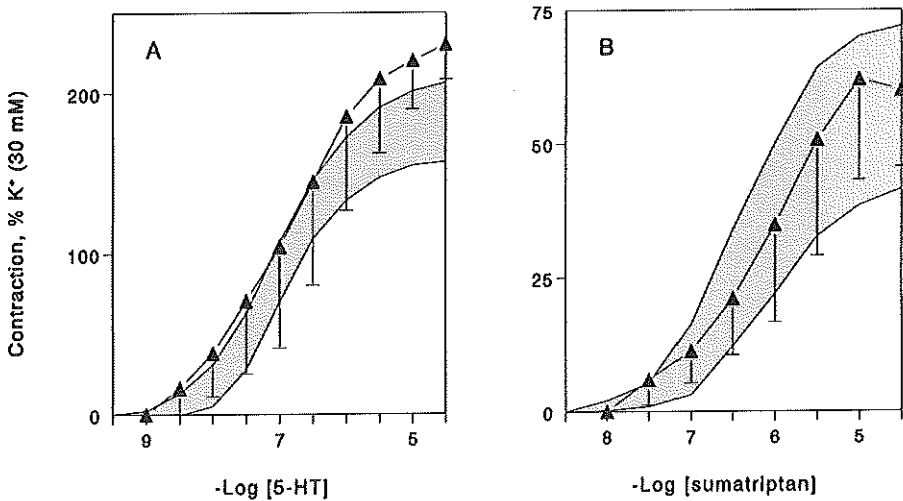 Contraction, % K⁺ (30 mM)
A
200
100
0
9
7
5
-Log [5-HT]
B
75
50
25
0
8
7
6
5
-Log [sumatriptan]